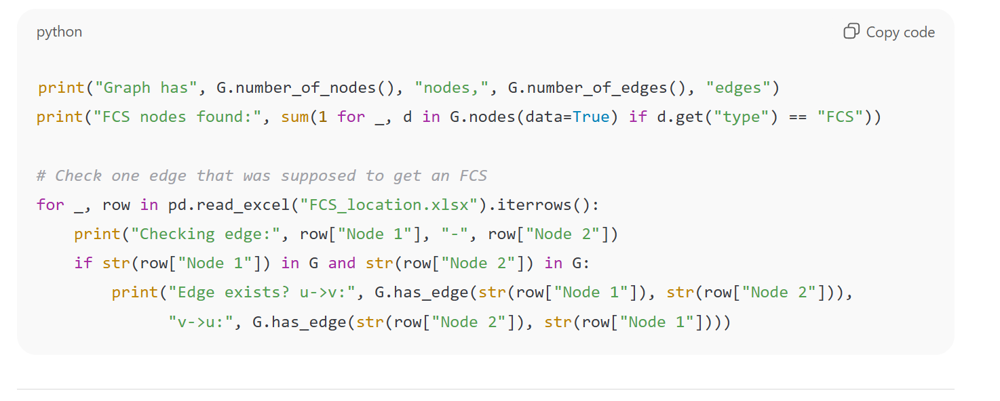 python
Copy code
print("Graph has", G.number_of_nodes(), "nodes,", G.number_of_edges(), "edges")
print("FCS nodes found:", sum(1 for _, d in G.nodes(data=True) if d.get("type") == "FCS"))
# Check one edge that was supposed to get an FCS
for _, row in pd.read_excel("FCS_location.xlsx").iterrows():
    print("Checking edge:", row["Node 1"], "-", row["Node 2"])
    if str(row["Node 1"]) in G and str(row["Node 2"]) in G:
        print("Edge exists? u->v:", G.has_edge(str(row["Node 1"]), str(row["Node 2"])),
              "v->u:", G.has_edge(str(row["Node 2"]), str(row["Node 1"])))